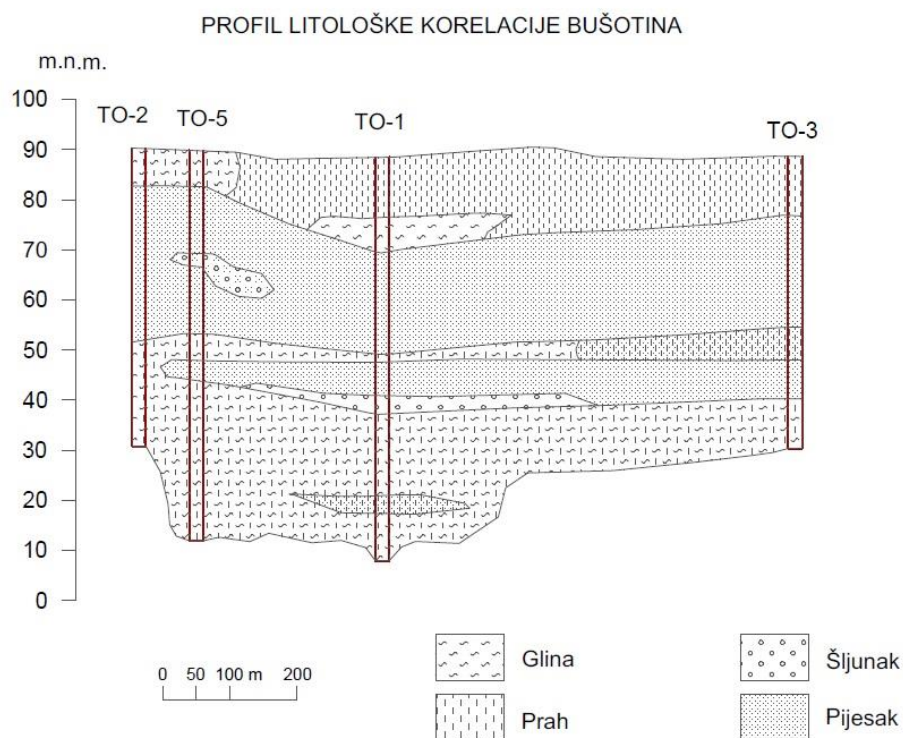 PROFIL LITOLOŠKE KORELACIJE BUŠOTINA
m.n.m.
100
TO-2
TO-5
TO-1
TO-3
90
80
70
60
50
40
30
20
10
0
0 50 100 m 200
Glina
Šljunak
Prah
Pijesak